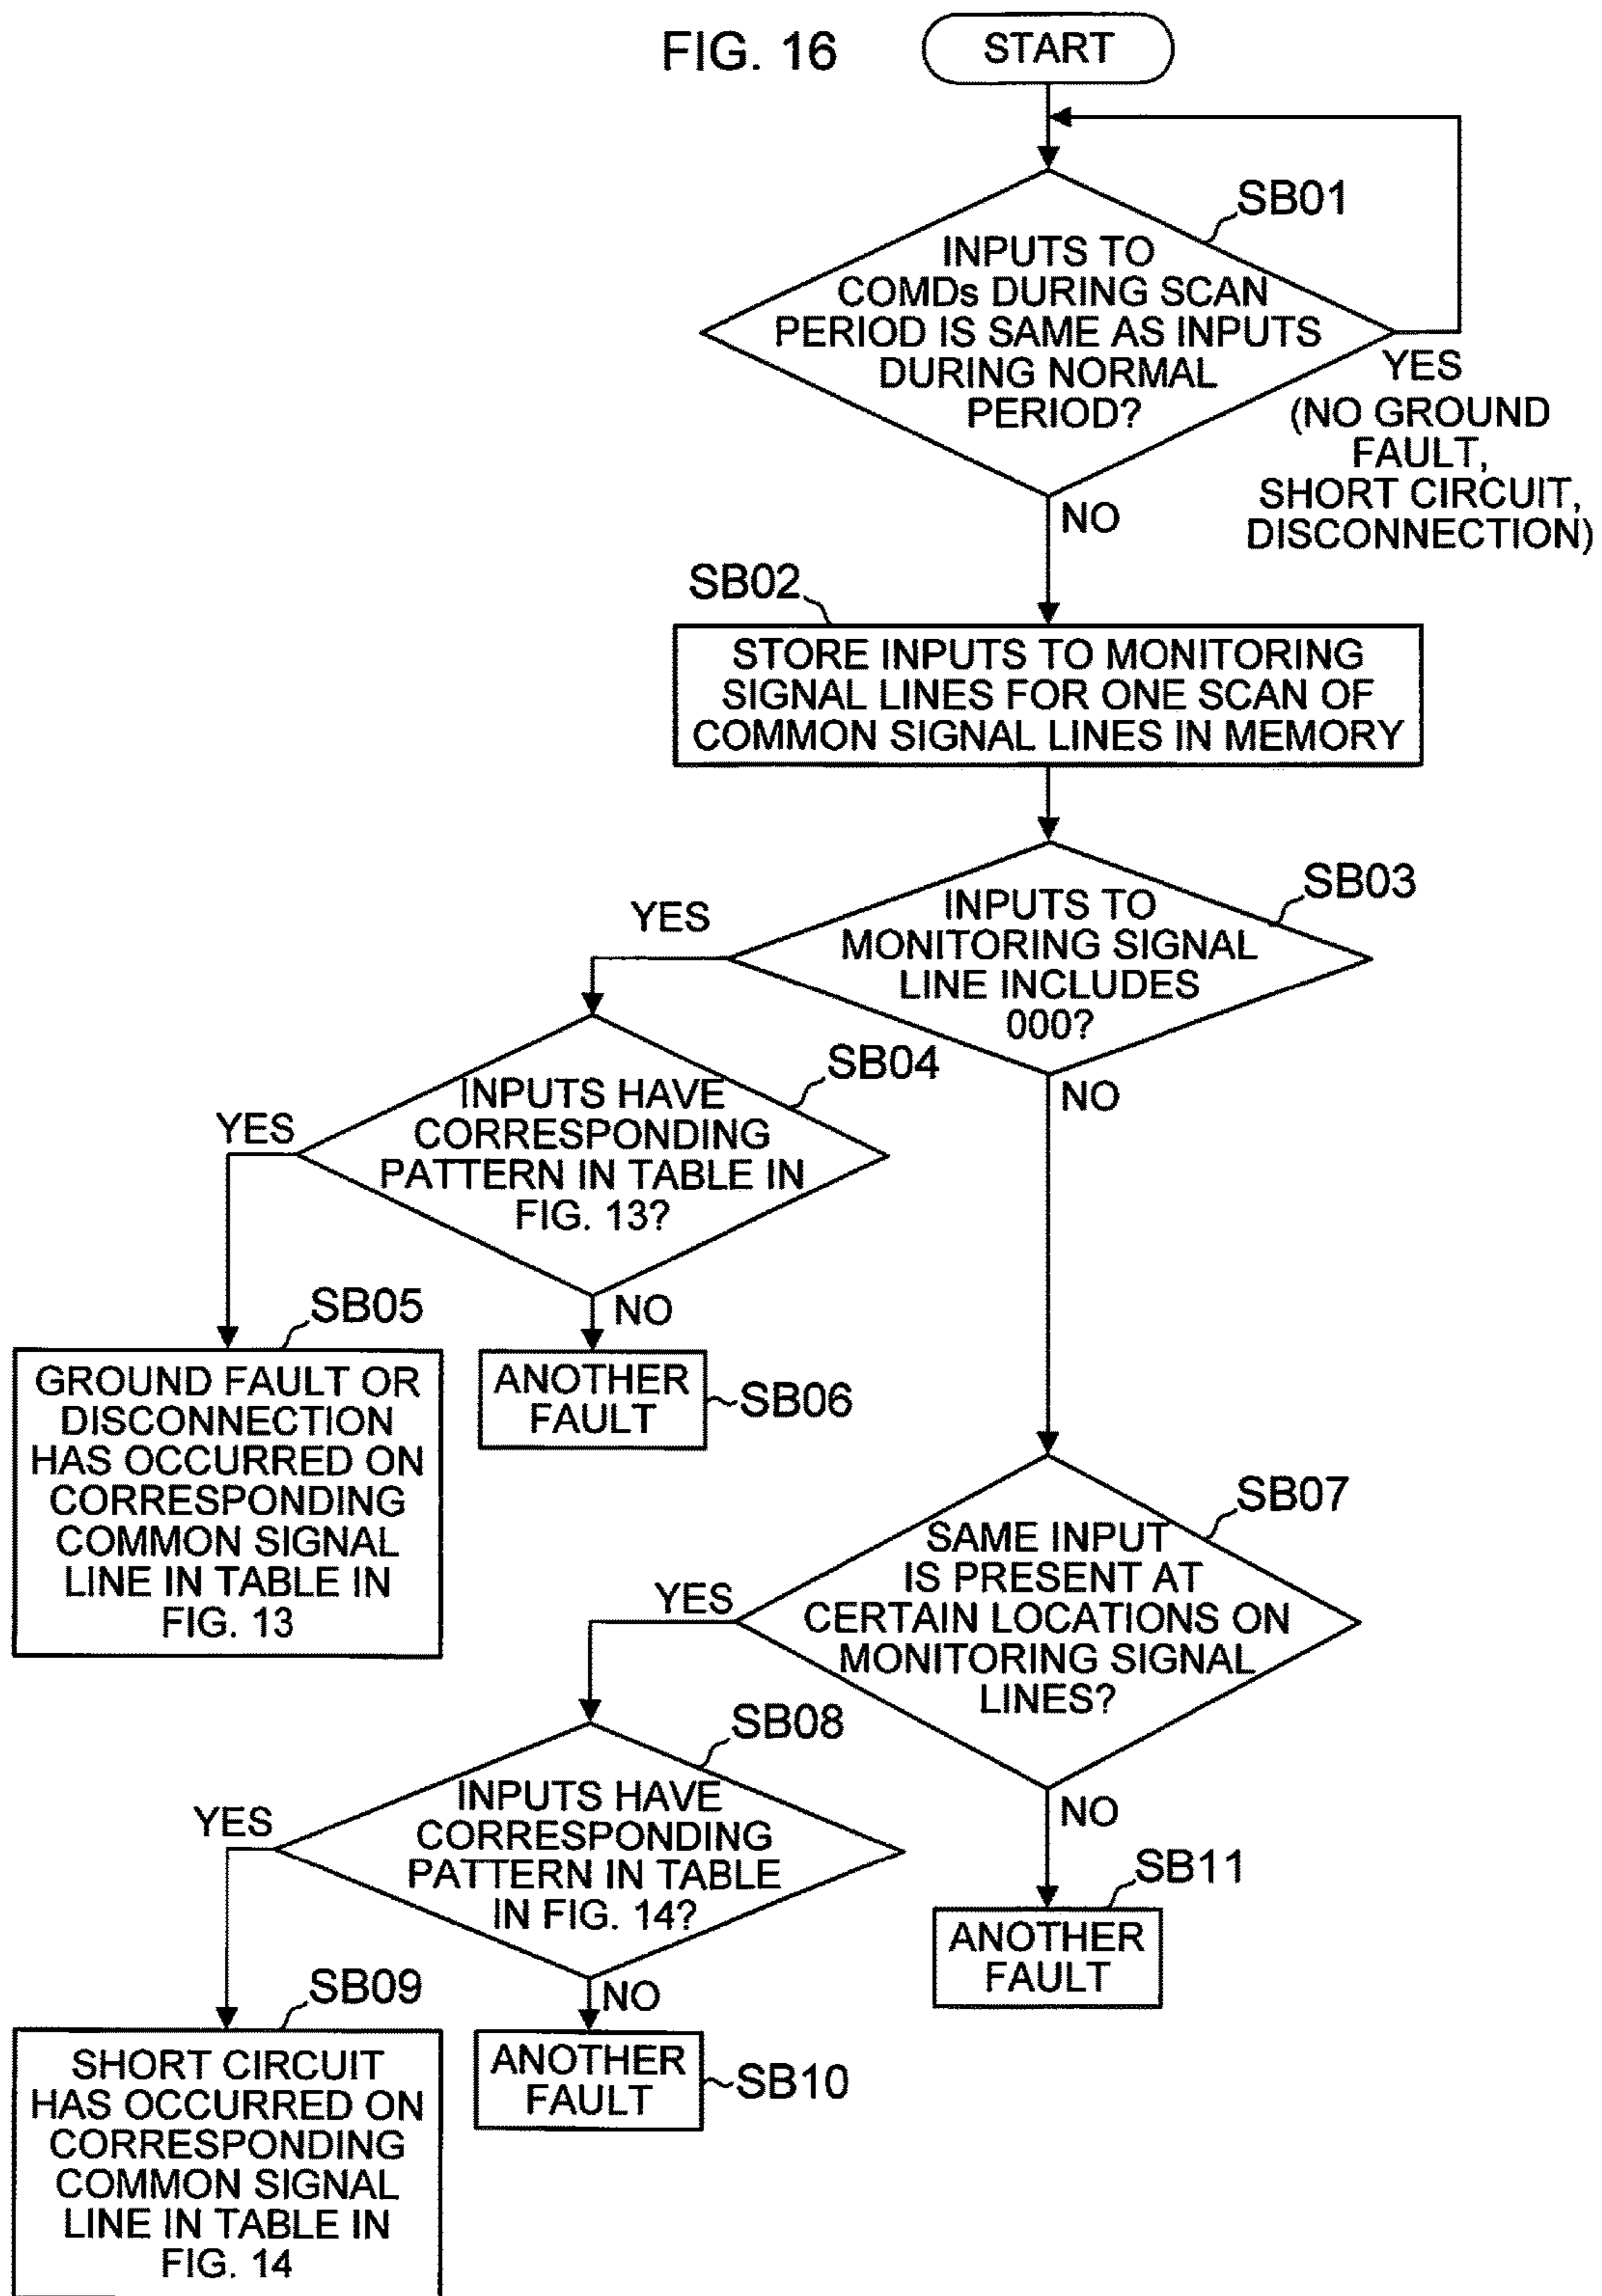 FIG. 16
START
SB01
INPUTS TO
COMDs DURING SCAN
PERIOD IS SAME AS INPUTS
DURING NORMAL
PERIOD?
YES
(NO GROUND
FAULT,
SHORT CIRCUIT,
DISCONNECTION)
NO
SB02
STORE INPUTS TO MONITORING
SIGNAL LINES FOR ONE SCAN OF
COMMON SIGNAL LINES IN MEMORY
SB03
INPUTS TO
MONITORING SIGNAL
LINE INCLUDES
000?
YES
NO
SB04
INPUTS HAVE
CORRESPONDING
PATTERN IN TABLE IN
FIG. 13?
YES
NO
SB05
GROUND FAULT OR
DISCONNECTION
HAS OCCURRED ON
CORRESPONDING
COMMON SIGNAL
LINE IN TABLE IN
FIG. 13
ANOTHER
FAULT
SB06
SB07
SAME INPUT
IS PRESENT AT
CERTAIN LOCATIONS ON
MONITORING SIGNAL
LINES?
YES
NO
SB08
INPUTS HAVE
CORRESPONDING
PATTERN IN TABLE
IN FIG. 14?
YES
NO
SB11
ANOTHER
FAULT
SB09
SHORT CIRCUIT
HAS OCCURRED ON
CORRESPONDING
COMMON SIGNAL
LINE IN TABLE IN
FIG. 14
ANOTHER
FAULT
SB10